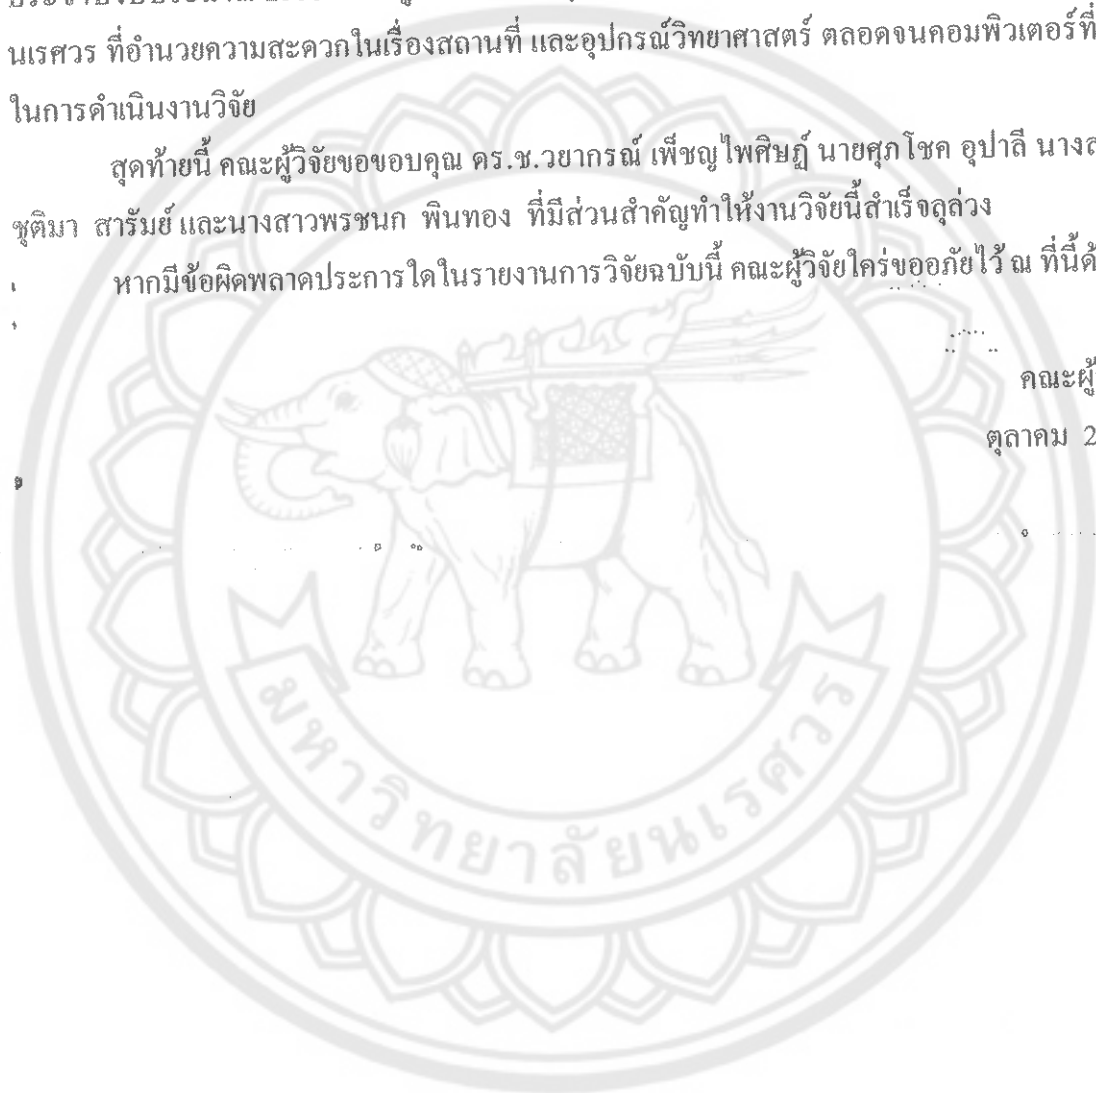 นเรศวร ที่อำนวยความสะดวกในเรื่องสถานที่ และอุปกรณ์วิทยาศาสตร์ ตลอดจนคอมพิวเตอร์ที่
ในการดำเนินงานวิจัย
สุดท้ายนี้ คณะผู้วิจัยขอขอบคุณ ดร.ช.วยากรณ์ เพ็ชญไพศิษฏ์ นายศุภโชค อุปาลี นางส
ชุติมา สารัมย์ และนางสาวพรชนก พินทอง ที่มีส่วนสำคัญทำให้งานวิจัยนี้สำเร็จลุล่วง
หากมีข้อผิดพลาดประการใดในรายงานการวิจัยฉบับนี้ คณะผู้วิจัยใคร่ขออภัยไว้ ณ ที่นี้ด้
คณะผู้
ตุลาคม 2
มหาวิทยาลัยนเรศวร